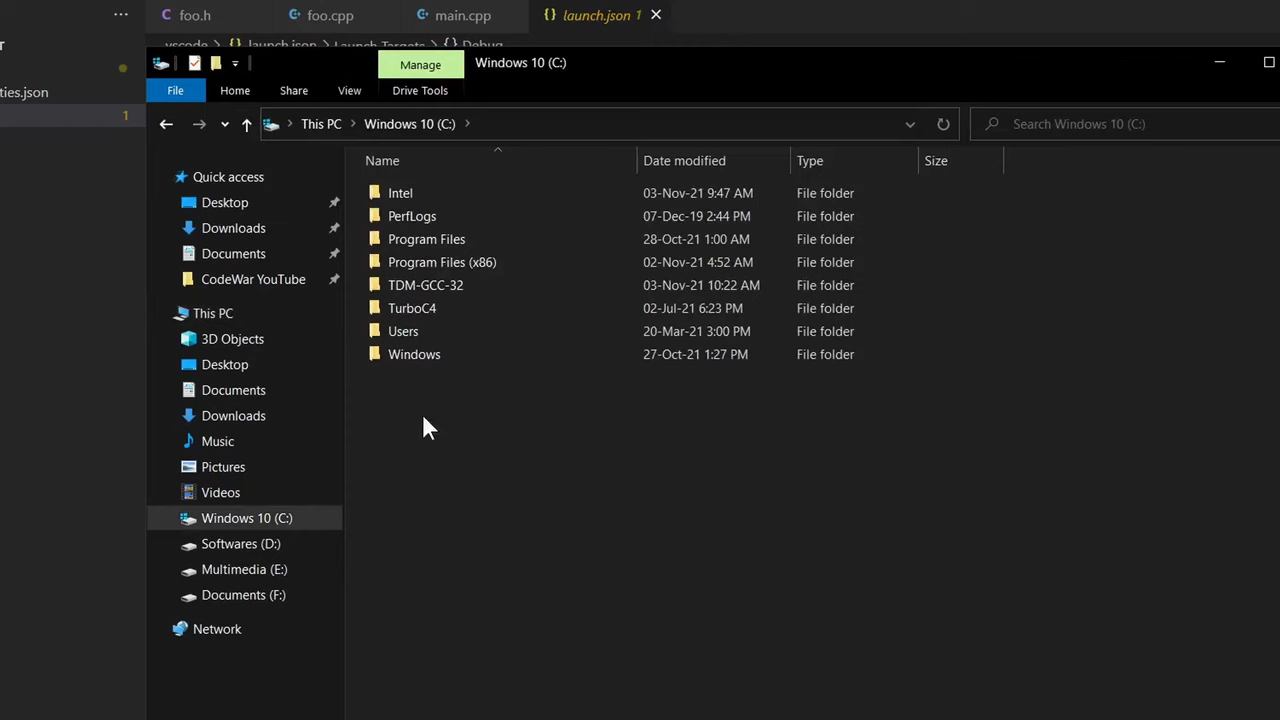 ··· foo.h foo.cpp main.cpp launch.json 1
T .vscode launch.json Launch Targets Debug
Manage Windows 10 (C:)
ties.json File Home Share View Drive Tools
1 This PC Windows 10 (C:) Search Windows 10 (C:)
Name Date modified Type Size
Quick access
Desktop
Downloads
Documents
CodeWar YouTube
This PC
3D Objects
Desktop
Documents
Downloads
Music
Pictures
Videos
Windows 10 (C:)
Softwares (D:)
Multimedia (E:)
Documents (F:)
Network
Intel 03-Nov-21 9:47 AM File folder
PerfLogs 07-Dec-19 2:44 PM File folder
Program Files 28-Oct-21 1:00 AM File folder
Program Files (x86) 02-Nov-21 4:52 AM File folder
TDM-GCC-32 03-Nov-21 10:22 AM File folder
TurboC4 02-Jul-21 6:23 PM File folder
Users 20-Mar-21 3:00 PM File folder
Windows 27-Oct-21 1:27 PM File folder